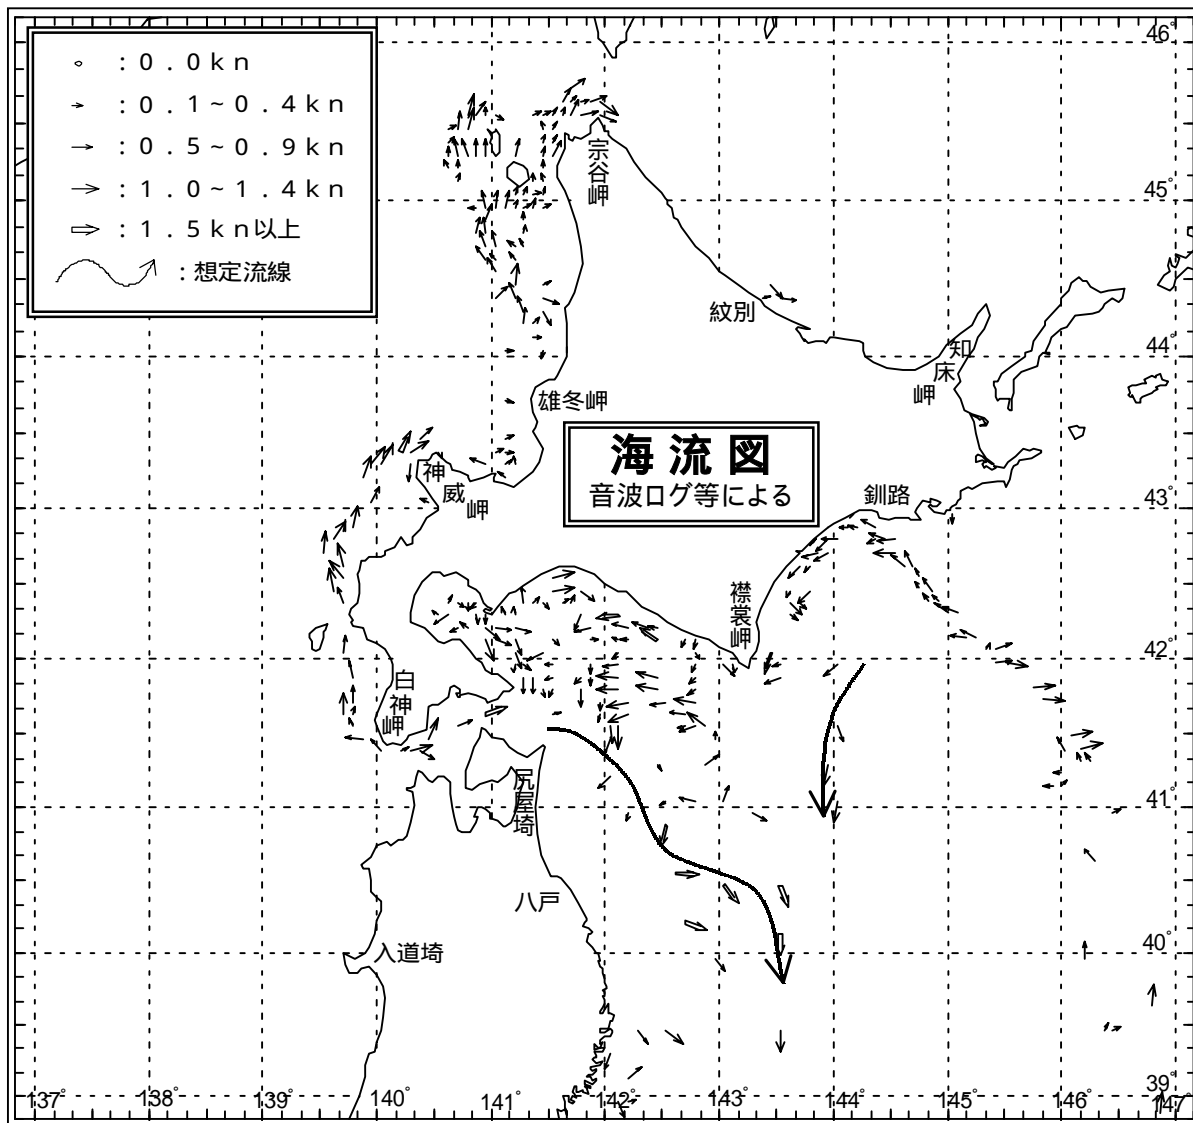 ：０．０ｋｎ
：０．１～０．４ｋｎ
：０．５～０．９ｋｎ
：１．０～１．４ｋｎ
：１．５ｋｎ以上
：想定流線
46°
宗谷岬
45°
紋別
44°
知床岬
雄冬岬
海流図
音波ログ等による
神威岬
釧路
43°
襟裳岬
42°
白神岬
尻屋埼
41°
八戸
入道埼
40°
39°
137°
138°
139°
140°
141°
142°
143°
144°
145°
146°
147°